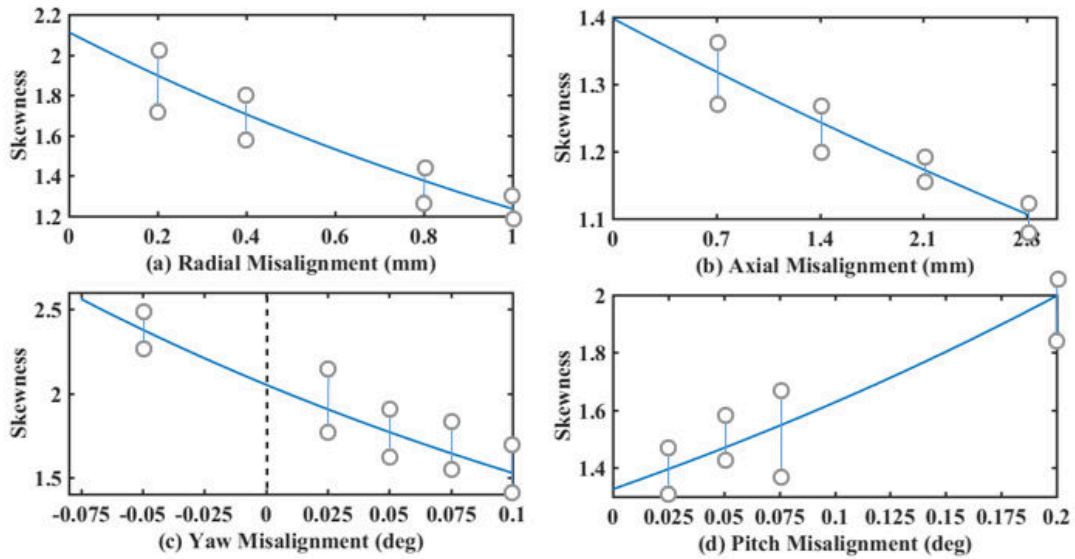 2.2
2
1.8
1.6
1.4
1.2
Skewness
0 0.2 0.4 0.6 0.8 1
(a) Radial Misalignment (mm)
1.4
1.3
1.2
1.1
Skewness
0 0.7 1.4 2.1 2.8
(b) Axial Misalignment (mm)
2.5
2
1.5
Skewness
-0.075 -0.05 -0.025 0 0.025 0.05 0.075 0.1
(c) Yaw Misalignment (deg)
2
1.8
1.6
1.4
Skewness
0 0.025 0.05 0.075 0.1 0.125 0.15 0.175 0.2
(d) Pitch Misalignment (deg)